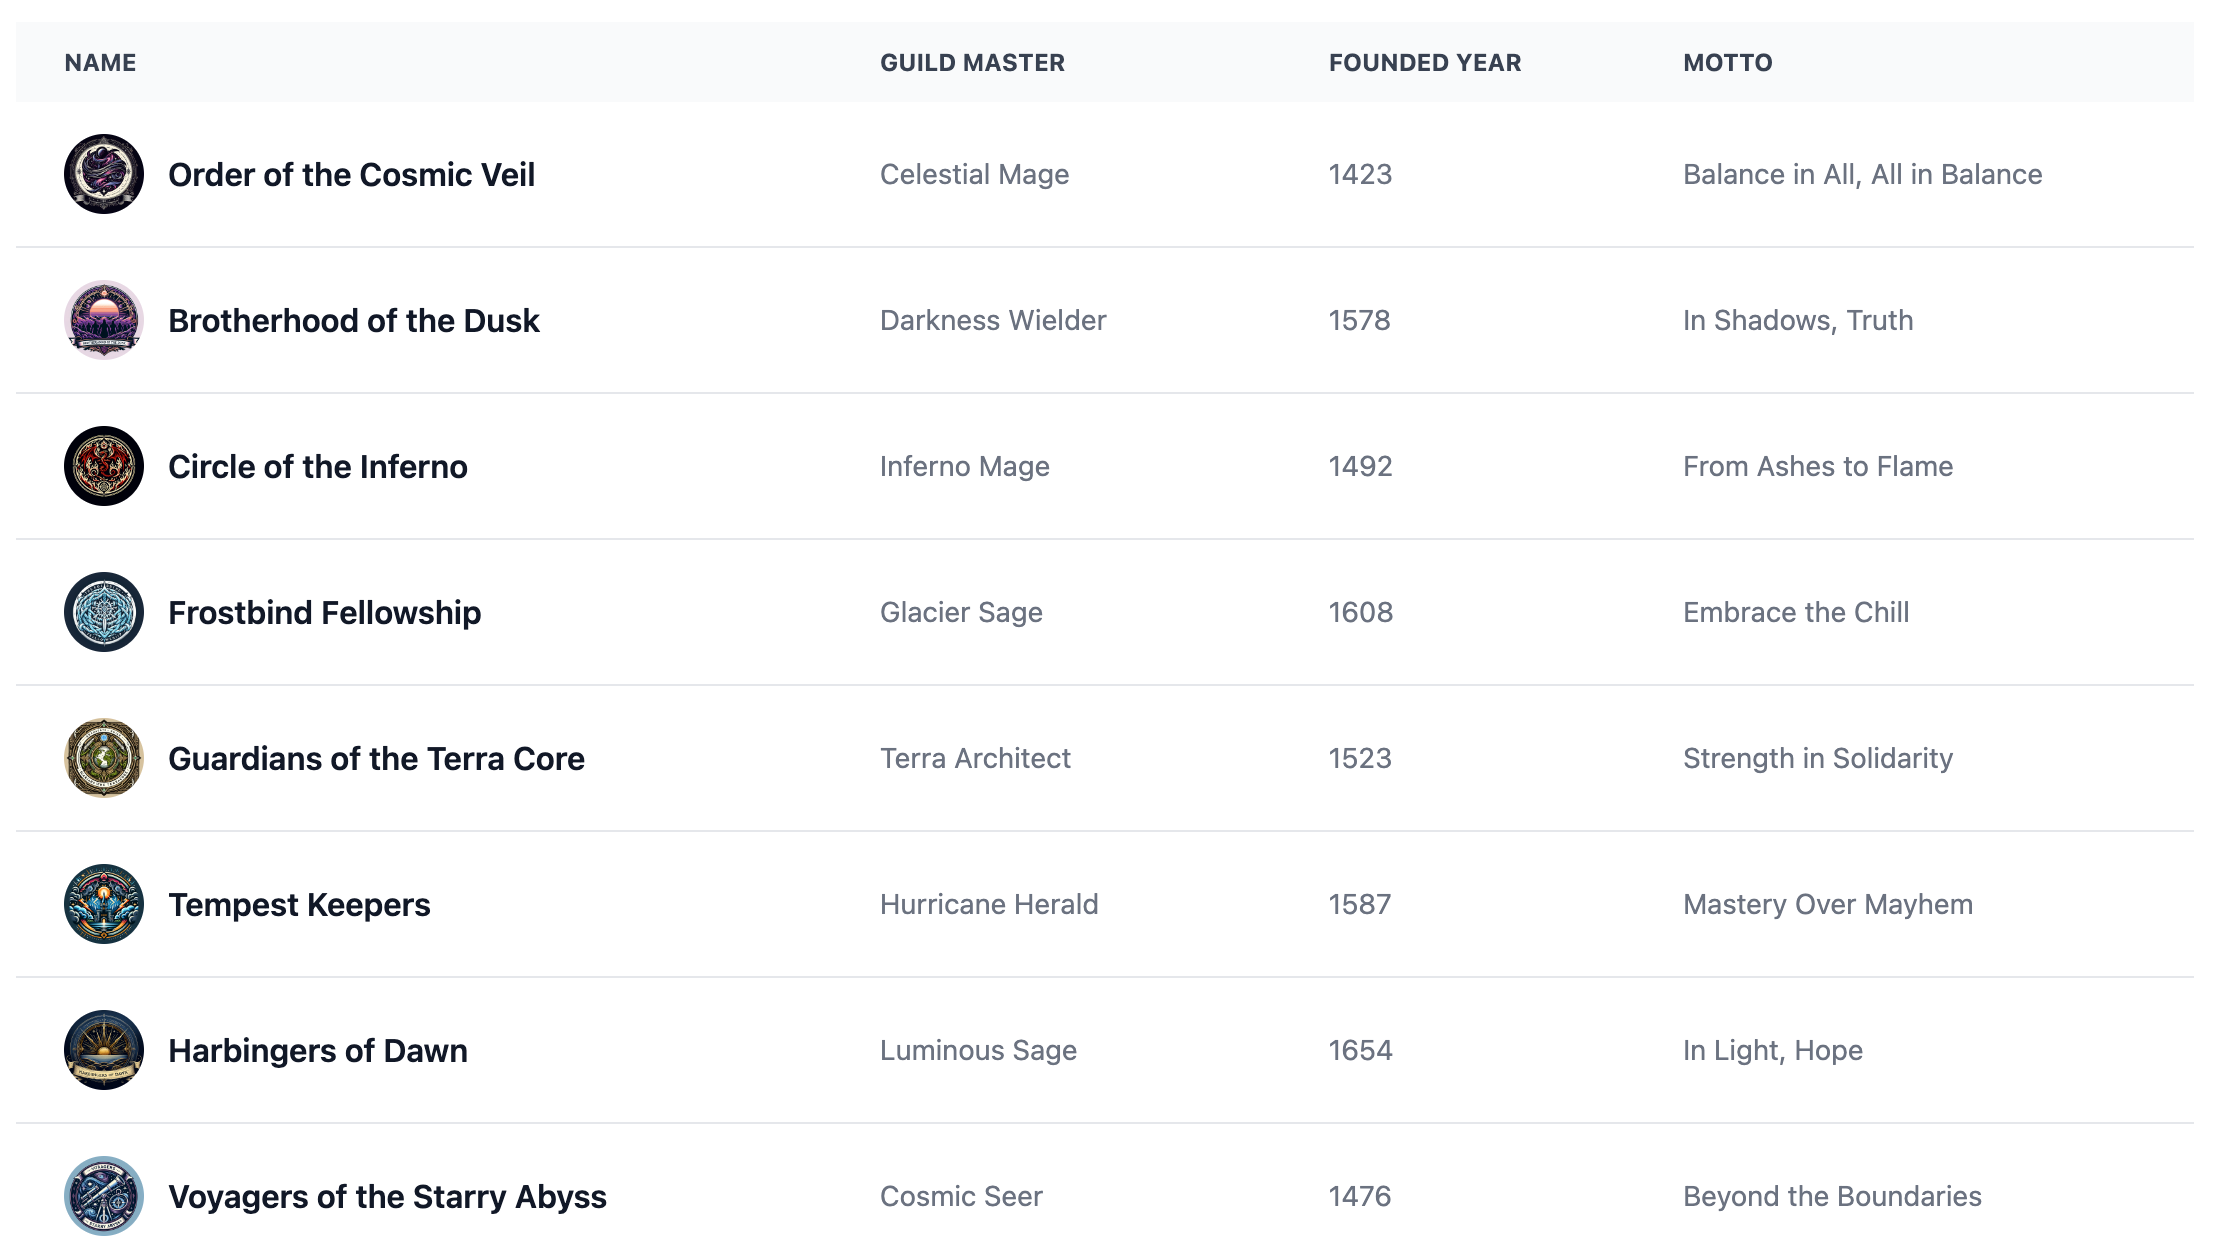 NAME GUILD MASTER FOUNDED YEAR MOTTO
Order of the Cosmic Veil Celestial Mage 1423 Balance in All, All in Balance
Brotherhood of the Dusk Darkness Wielder 1578 In Shadows, Truth
Circle of the Inferno Inferno Mage 1492 From Ashes to Flame
Frostbind Fellowship Glacier Sage 1608 Embrace the Chill
Guardians of the Terra Core Terra Architect 1523 Strength in Solidarity
Tempest Keepers Hurricane Herald 1587 Mastery Over Mayhem
Harbingers of Dawn Luminous Sage 1654 In Light, Hope
Voyagers of the Starry Abyss Cosmic Seer 1476 Beyond the Boundaries